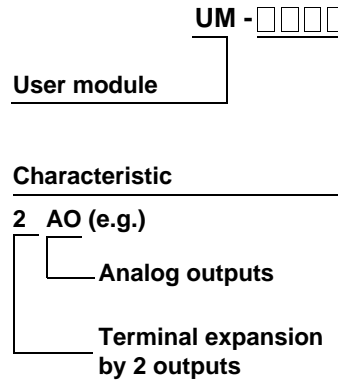 UM - □□□□
User module
Characteristic
2 AO (e.g.)
Analog outputs
Terminal expansion
by 2 outputs